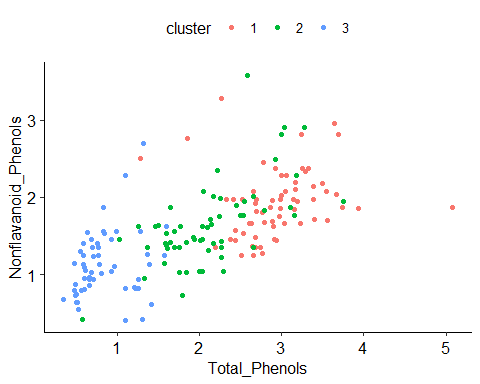 cluster 1 2 3
Nonflavanoid_Phenols
3
2
1
1 2 3 4 5
Total_Phenols